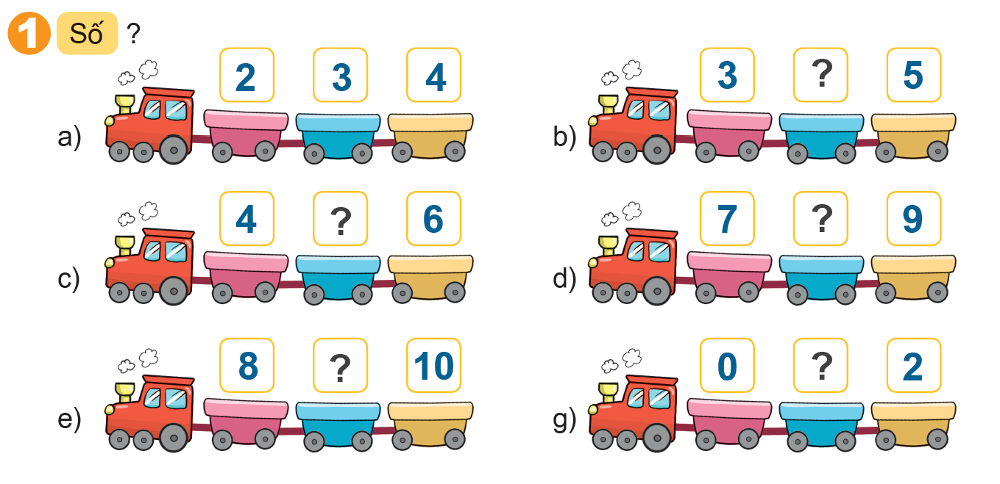 1 Số ?
a) 2 3 4
b) 3 ? 5
c) 4 ? 6
d) 7 ? 9
e) 8 ? 10
g) 0 ? 2